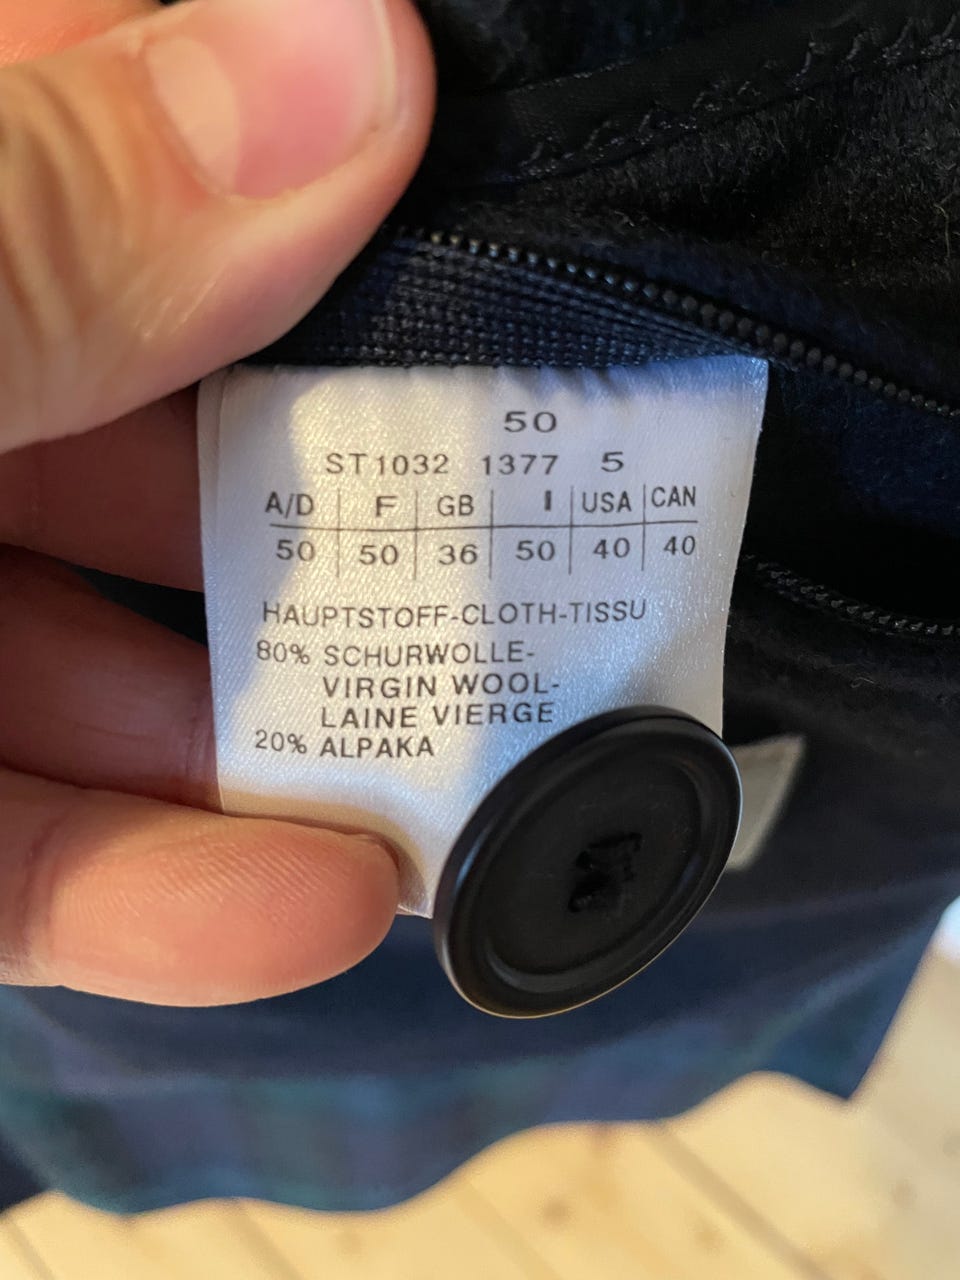 50
ST1032 1377 5
A/D F GB I USA CAN
50 50 36 50 40 40
HAUPTSTOFF-CLOTH-TISSU
80% SCHURWOLLE-
VIRGIN WOOL-
LAINE VIERGE
20% ALPAKA